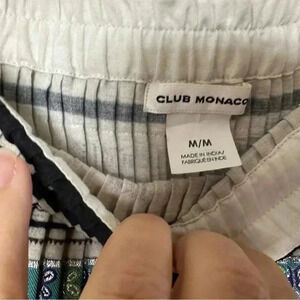 CLUB MONACO
M/M
MADE IN INDIA/
FABRIQUÉ EN INDE